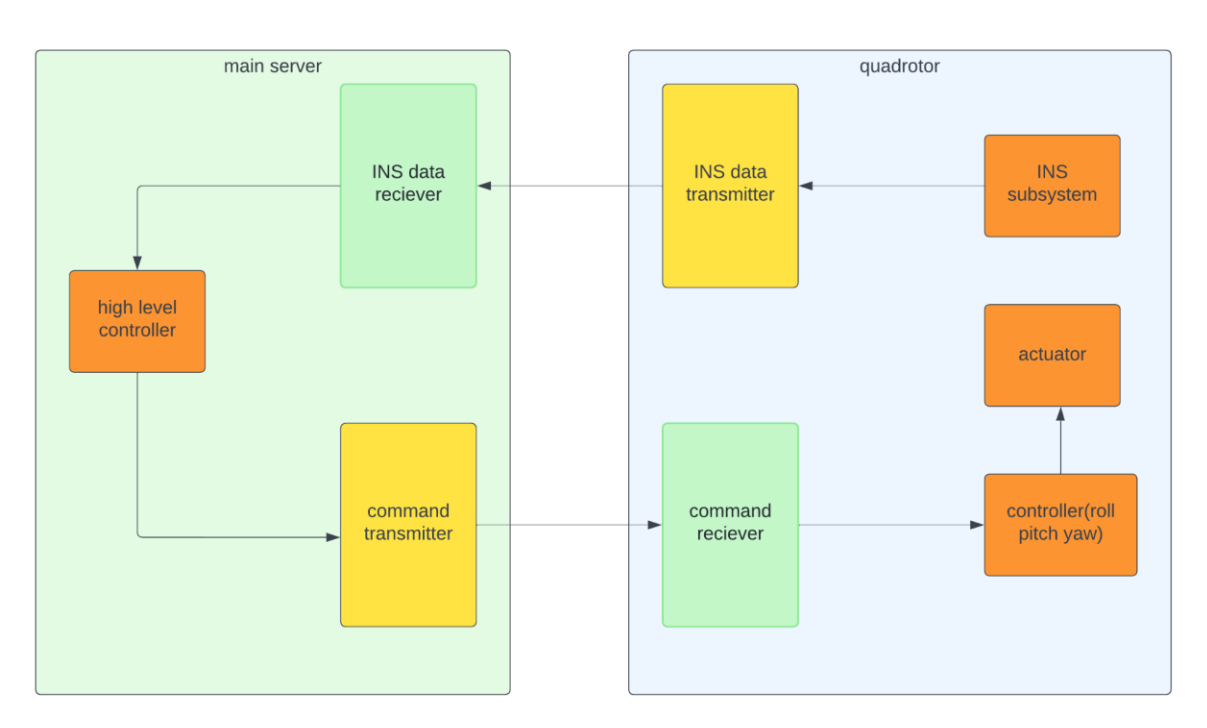 main server
INS data
reciever
high level
controller
command
transmitter
quadrotor
INS data
transmitter
INS
subsystem
actuator
command
reciever
controller(roll
pitch yaw)